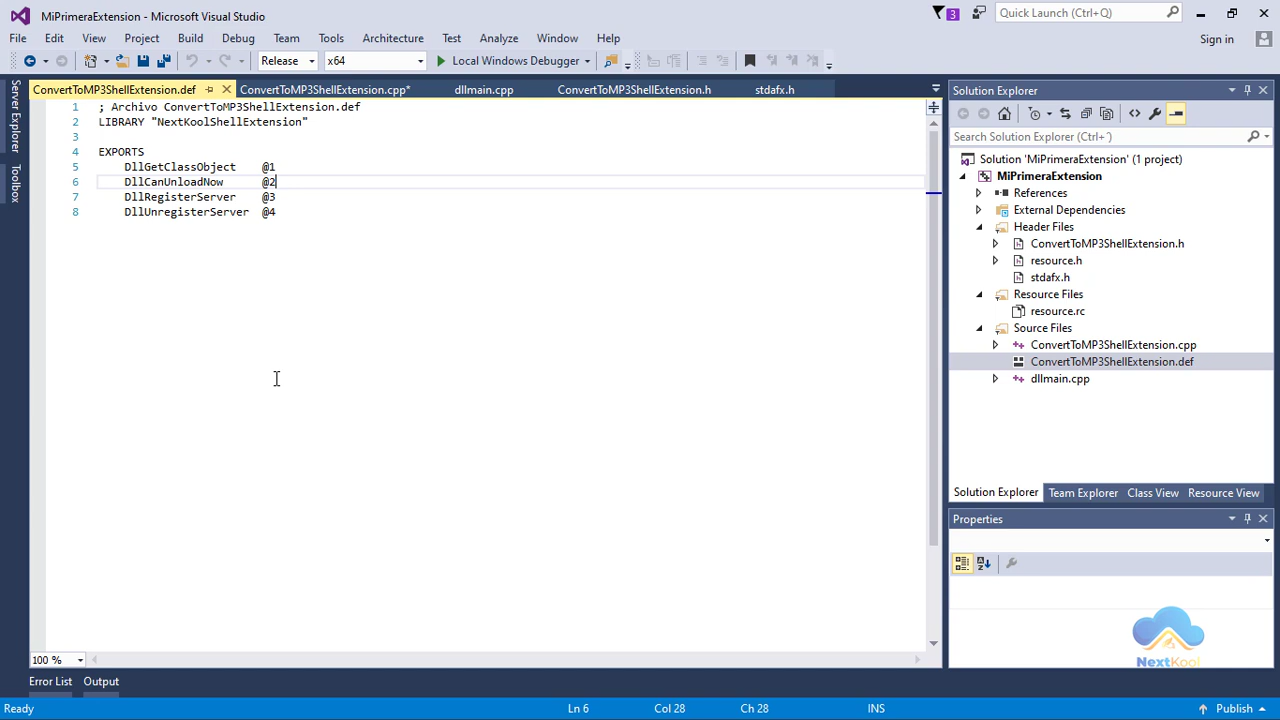 MiPrimeraExtension - Microsoft Visual Studio
3
Quick Launch (Ctrl+Q)
File Edit View Project Build Debug Team Tools Architecture Test Analyze Window Help
Sign in
Release x64 Local Windows Debugger
Server Explorer
Toolbox
ConvertToMP3ShellExtension.def ConvertToMP3ShellExtension.cpp* dllmain.cpp ConvertToMP3ShellExtension.h stdafx.h
1 ; Archivo ConvertToMP3ShellExtension.def
2 LIBRARY "NextKoolShellExtension"
3
4 EXPORTS
5 DllGetClassObject @1
6 DllCanUnloadNow @2
7 DllRegisterServer @3
8 DllUnregisterServer @4
100 %
Solution Explorer
Search Solution Explorer (Ctrl+´)
Solution 'MiPrimeraExtension' (1 project)
MiPrimeraExtension
References
External Dependencies
Header Files
ConvertToMP3ShellExtension.h
resource.h
stdafx.h
Resource Files
resource.rc
Source Files
ConvertToMP3ShellExtension.cpp
ConvertToMP3ShellExtension.def
dllmain.cpp
Solution Explorer Team Explorer Class View Resource View
Properties
NextKool
Error List Output
Ready Ln 6 Col 28 Ch 28 INS Publish